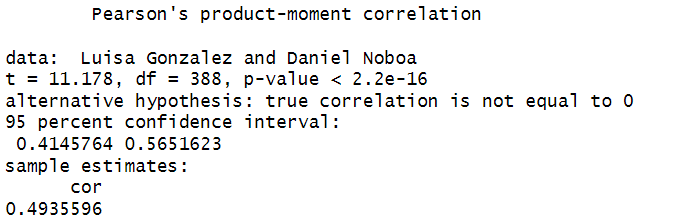 Pearson's product-moment correlation
data:  Luisa Gonzalez and Daniel Noboa
t = 11.178, df = 388, p-value < 2.2e-16
alternative hypothesis: true correlation is not equal to 0
95 percent confidence interval:
0.4145764 0.5651623
sample estimates:
cor
0.4935596